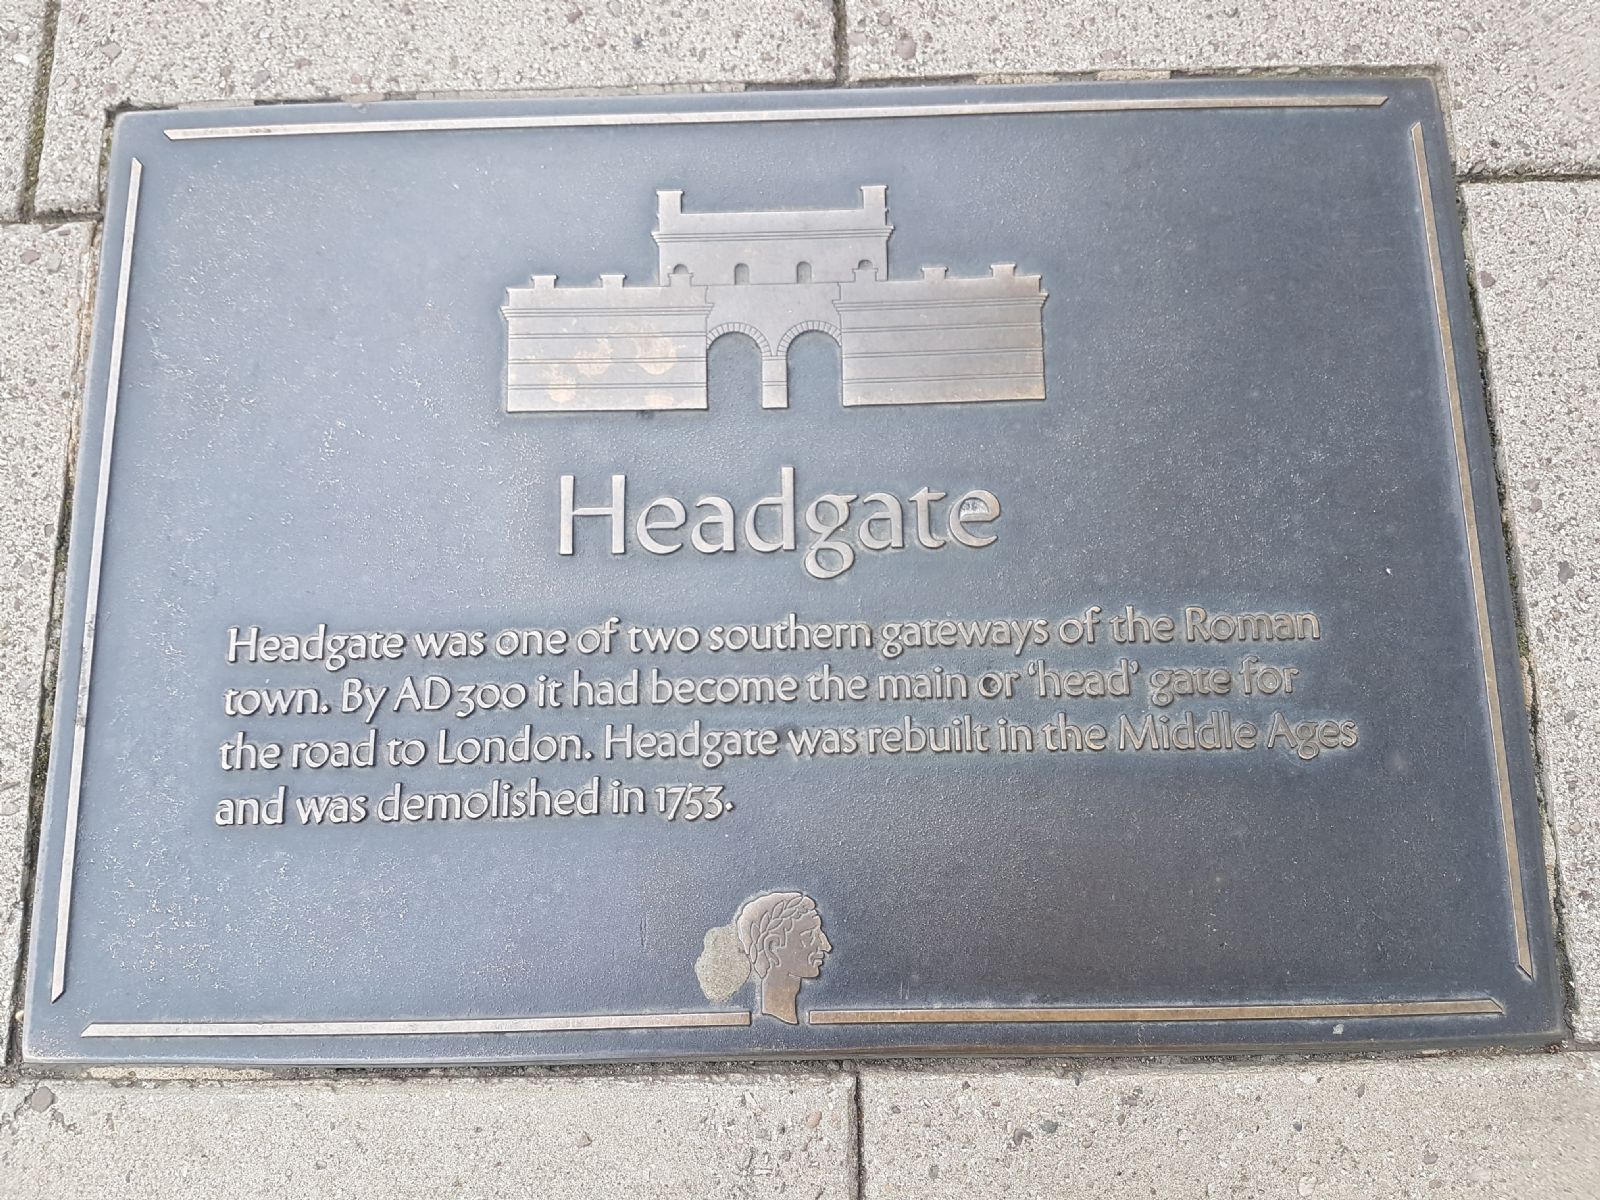 Headgate
Headgate was one of two southern gateways of the Roman
town. By AD 300 it had become the main or ‘head’ gate for
the road to London. Headgate was rebuilt in the Middle Ages
and was demolished in 1753.